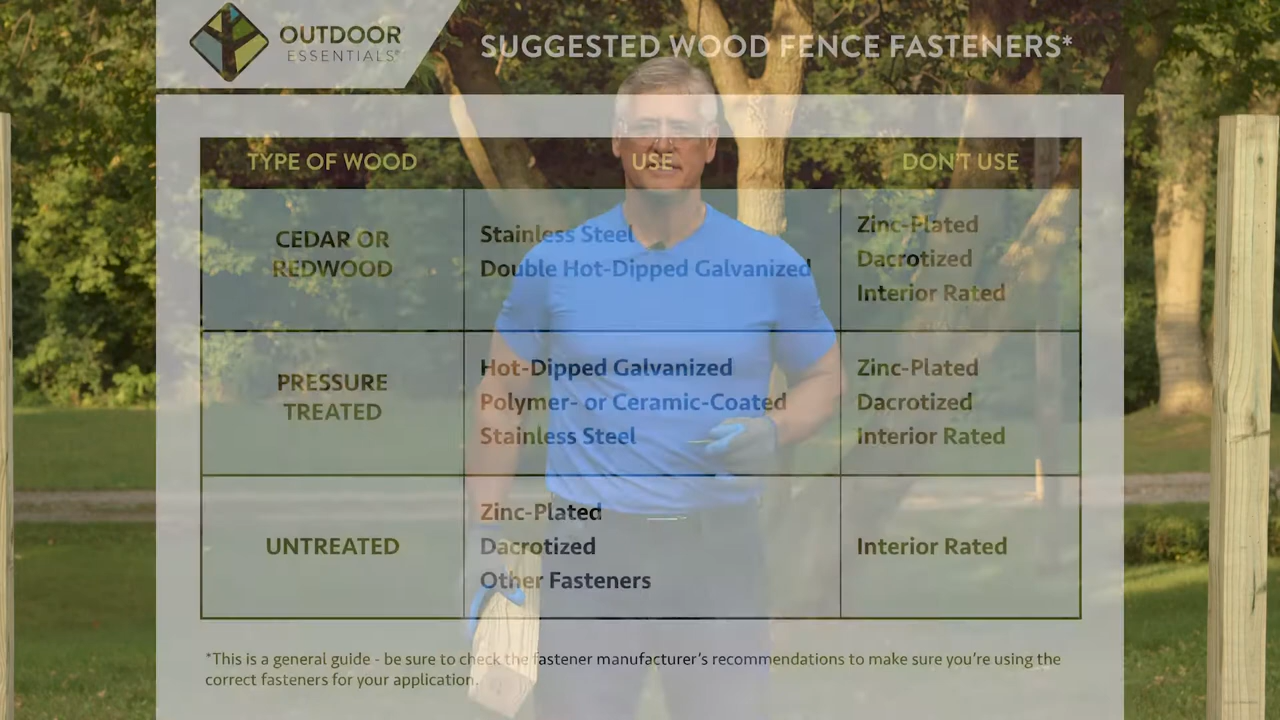 OUTDOOR
ESSENTIALS®
SUGGESTED WOOD FENCE FASTENERS*
TYPE OF WOOD
USE
DON'T USE
CEDAR OR
REDWOOD
Stainless Steel
Double Hot-Dipped Galvanized
Zinc-Plated
Dacrotized
Interior Rated
PRESSURE
TREATED
Hot-Dipped Galvanized
Polymer- or Ceramic-Coated
Stainless Steel
Zinc-Plated
Dacrotized
Interior Rated
UNTREATED
Zinc-Plated
Dacrotized
Other Fasteners
Interior Rated
*This is a general guide - be sure to check the fastener manufacturer's recommendations to make sure you're using the
correct fasteners for your application.